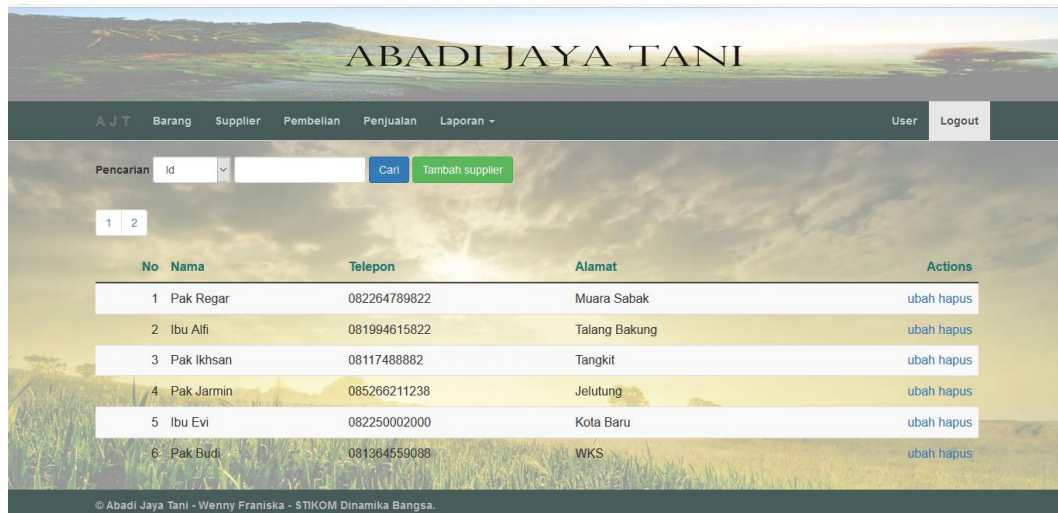 ABADI JAYA TANI
AJT Barang Supplier Pembelian Penjualan Laporan User Logout
Pencarian Id Cari Tambah supplier
1 2
No Nama Telepon Alamat Actions
1 Pak Regar 082264789822 Muara Sabak ubah hapus
2 Ibu Alfi 081994615822 Talang Bakung ubah hapus
3 Pak Ikhsan 08117488882 Tangkit ubah hapus
4 Pak Jarmin 085266211238 Jelutung ubah hapus
5 Ibu Evi 082250002000 Kota Baru ubah hapus
6 Pak Budi 081364559088 WKS ubah hapus
© Abadi Jaya Tani - Wenny Franiska - STIKOM Dinamika Bangsa.